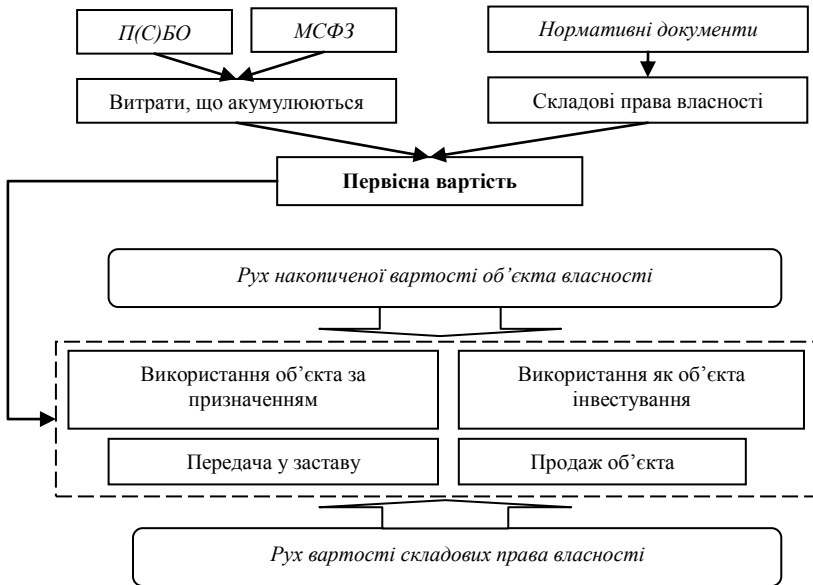 П(С)БО
МСФЗ
Нормативні документи
Витрати, що акумулюються
Складові права власності
Первісна вартість
Рух накопиченої вартості об’єкта власності
Використання об’єкта за
призначенням
Використання як об’єкта
інвестування
Передача у заставу
Продаж об’єкта
Рух вартості складових права власності